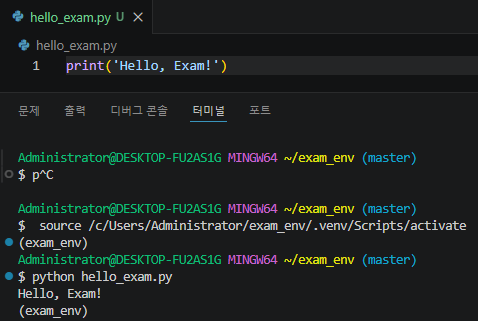 hello_exam.py U ×
hello_exam.py
1 print('Hello, Exam!')
문제 출력 디버그 콘솔 터미널 포트
Administrator@DESKTOP-FU2AS1G MINGW64 ~/exam_env (master)
$ p^C
Administrator@DESKTOP-FU2AS1G MINGW64 ~/exam_env (master)
$  source /c/Users/Administrator/exam_env/.venv/Scripts/activate
(exam_env)
Administrator@DESKTOP-FU2AS1G MINGW64 ~/exam_env (master)
$ python hello_exam.py
Hello, Exam!
(exam_env)